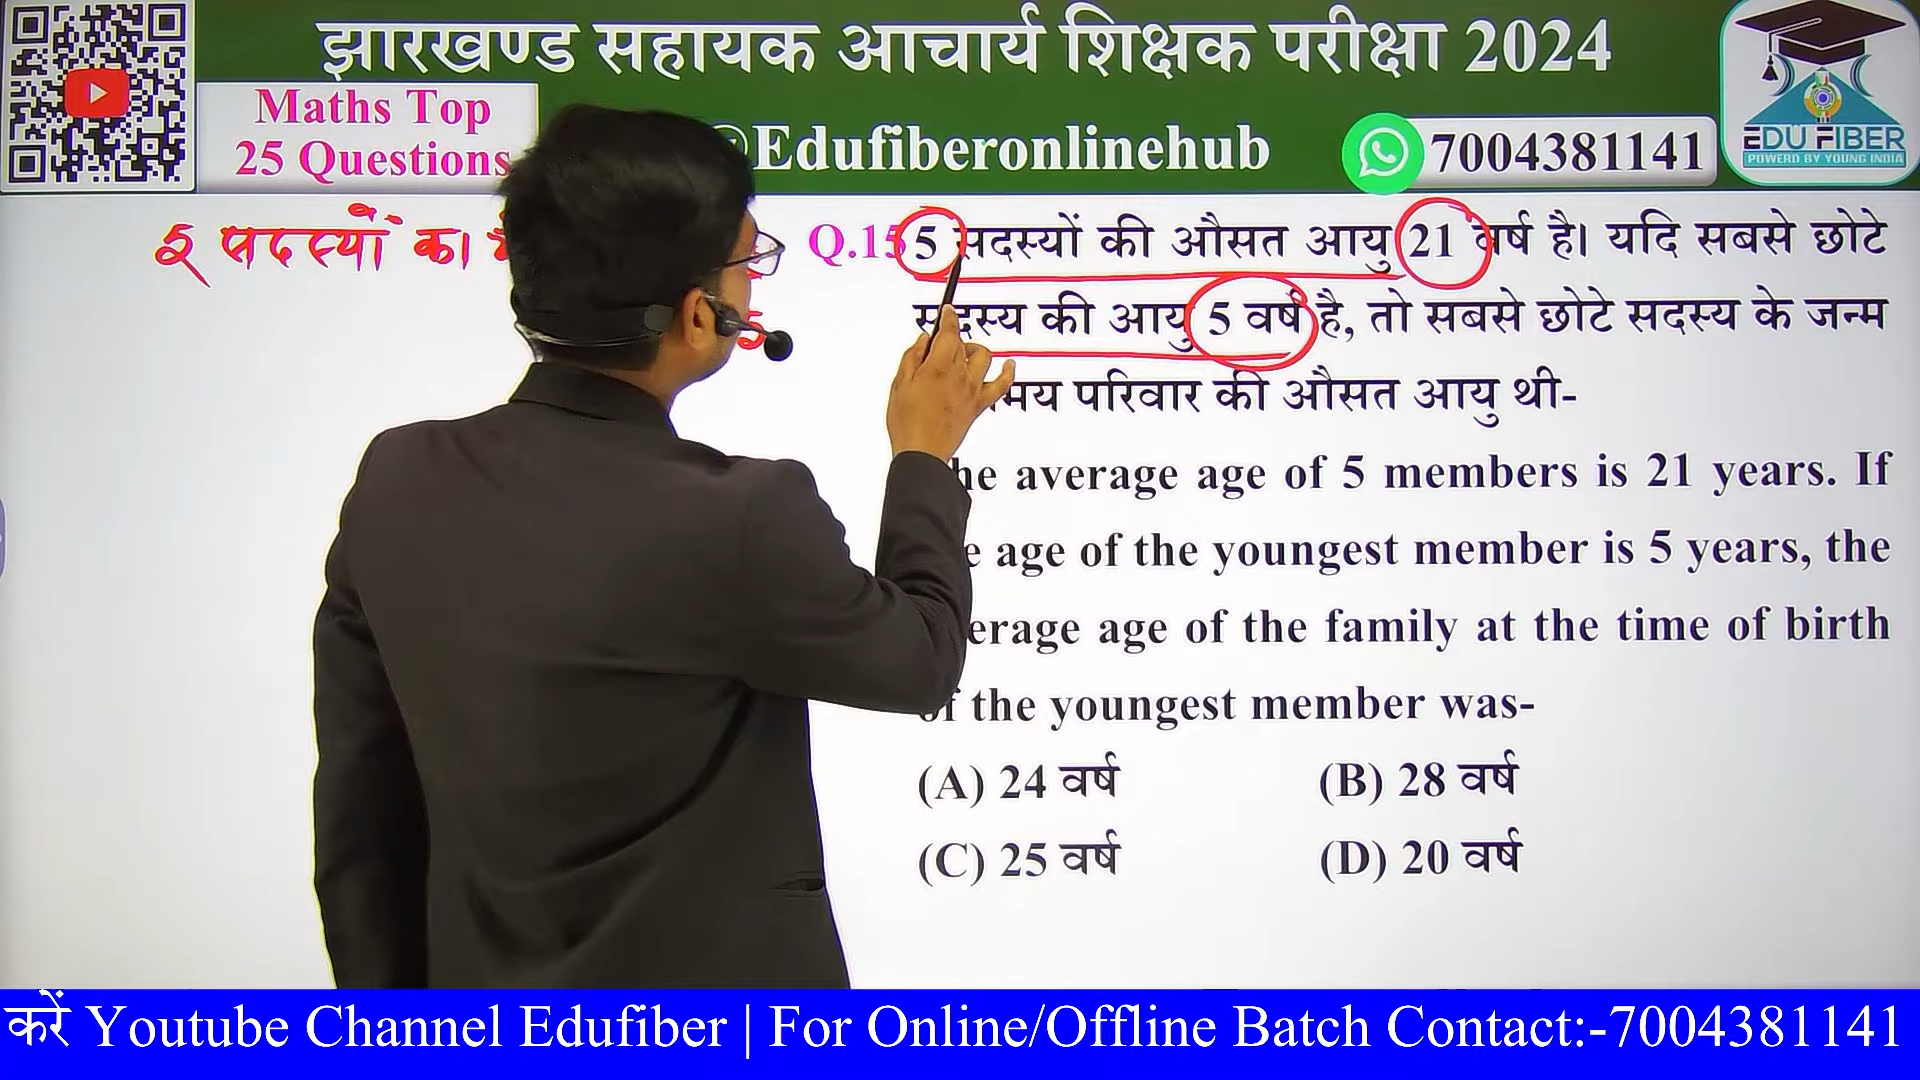 झारखण्ड सहायक आचार्य शिक्षक परीक्षा 2024
Maths Top
25 Questions
@Edufiberonlinehub
7004381141
EDU FIBER
POWERD BY YOUNG INDIA
5 सदस्यों का
Q.15 5 सदस्यों की औसत आयु 21 वर्ष है। यदि सबसे छोटे
सदस्य की आयु 5 वर्ष है, तो सबसे छोटे सदस्य के जन्म
परिवार की औसत आयु थी-
average age of 5 members is 21 years. If
age of the youngest member is 5 years, the
age of the family at the time of birth
of the youngest member was-
(A) 24 वर्ष (B) 28 वर्ष
(C) 25 वर्ष (D) 20 वर्ष
करें Youtube Channel Edufiber | For Online/Offline Batch Contact:-7004381141